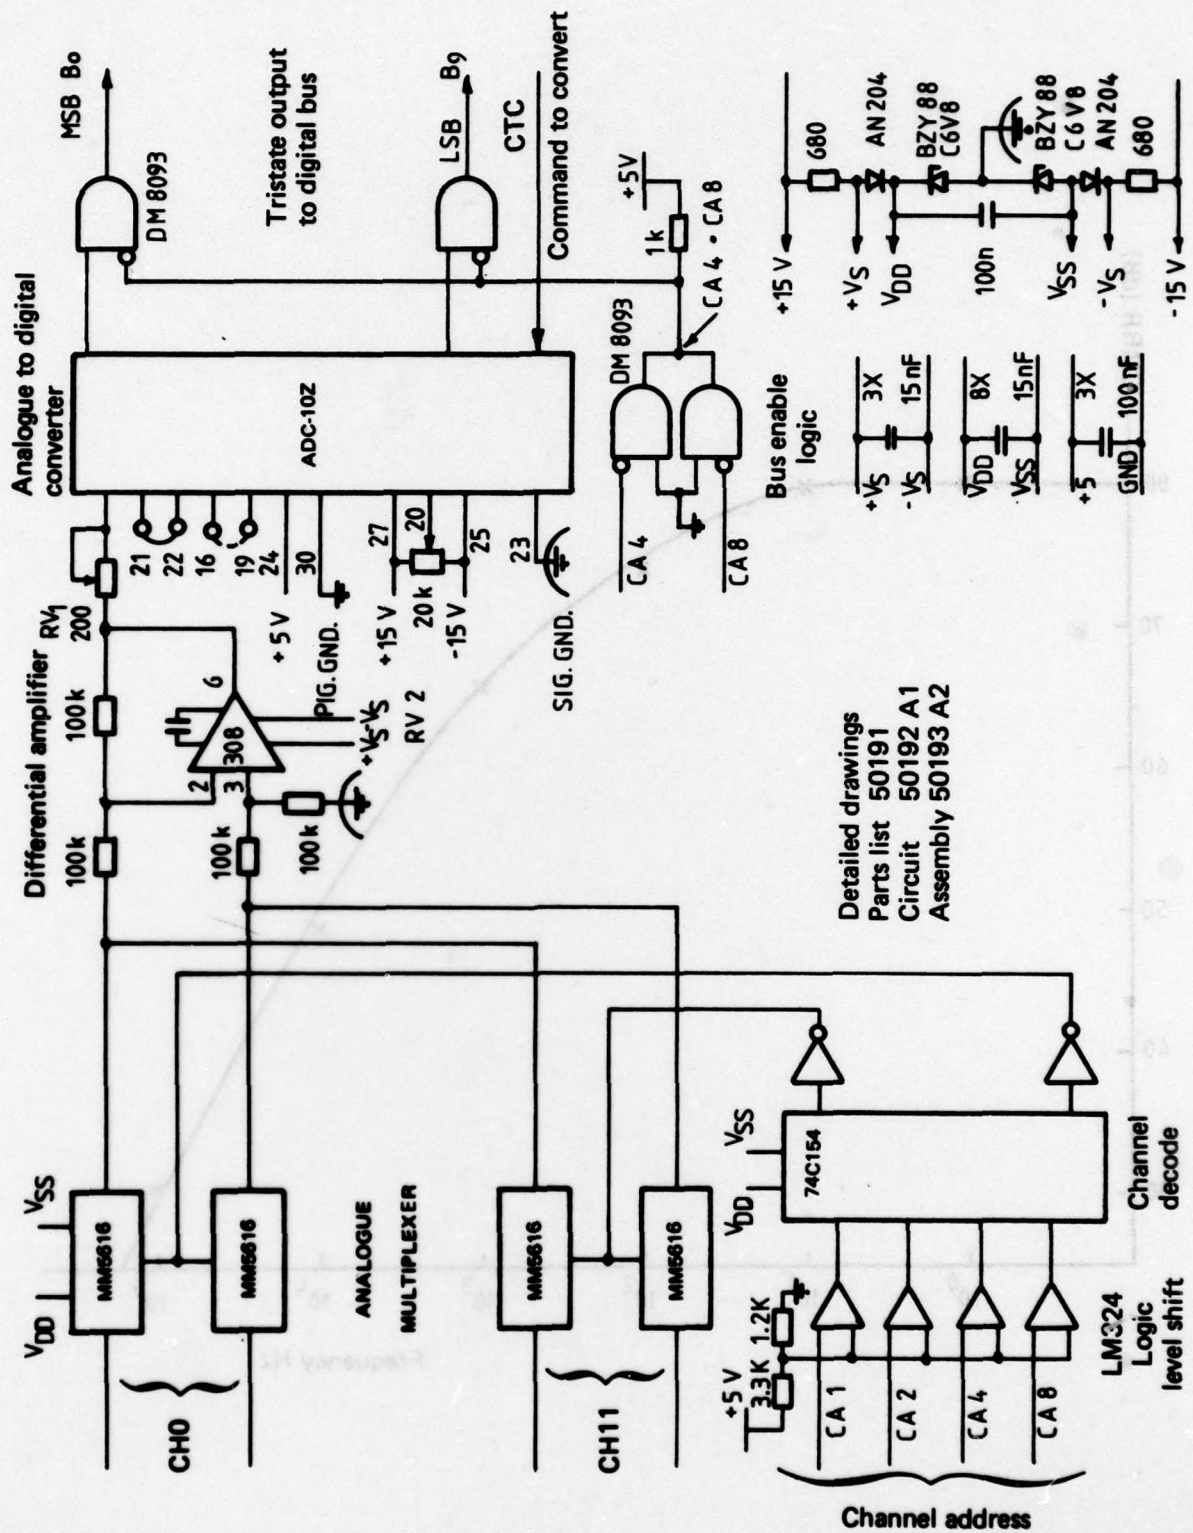 CH0
CH11
Channel address
VDD
VSS
MM5616
MM5616
ANALOGUE
MULTIPLEXER
MM5616
MM5616
+5 V
3.3K
1.2K
CA 1
CA 2
CA 4
CA 8
LM324
Logic
level shift
VDD
VSS
74C154
Channel
decode
Differential amplifier
100k
100k
100k
100k
2
3
308
6
+VS
-VS
RV 2
RV1
200
Analogue to digital
converter
ADC-10Z
21
22
16
19
24
+5 V
30
PIG. GND.
+15 V
27
20
20k
-15 V
25
23
SIG. GND.
MSB B0
DM 8093
Tristate output
to digital bus
LSB B9
CTC
Command to convert
+5V
1k
CA 4 · CA 8
DM 8093
CA 4
CA 8
Bus enable
logic
Detailed drawings
Parts list 50191
Circuit 50192 A1
Assembly 50193 A2
+VS
3X
-VS
15nF
VDD
8X
VSS
15nF
+5
3X
GND
100nF
+15 V
680
+VS
AN204
VDD
BZY 88
C6V8
100n
VSS
BZY 88
C6V8
-VS
AN204
680
-15 V
Frequency Hz
40
50
60
70